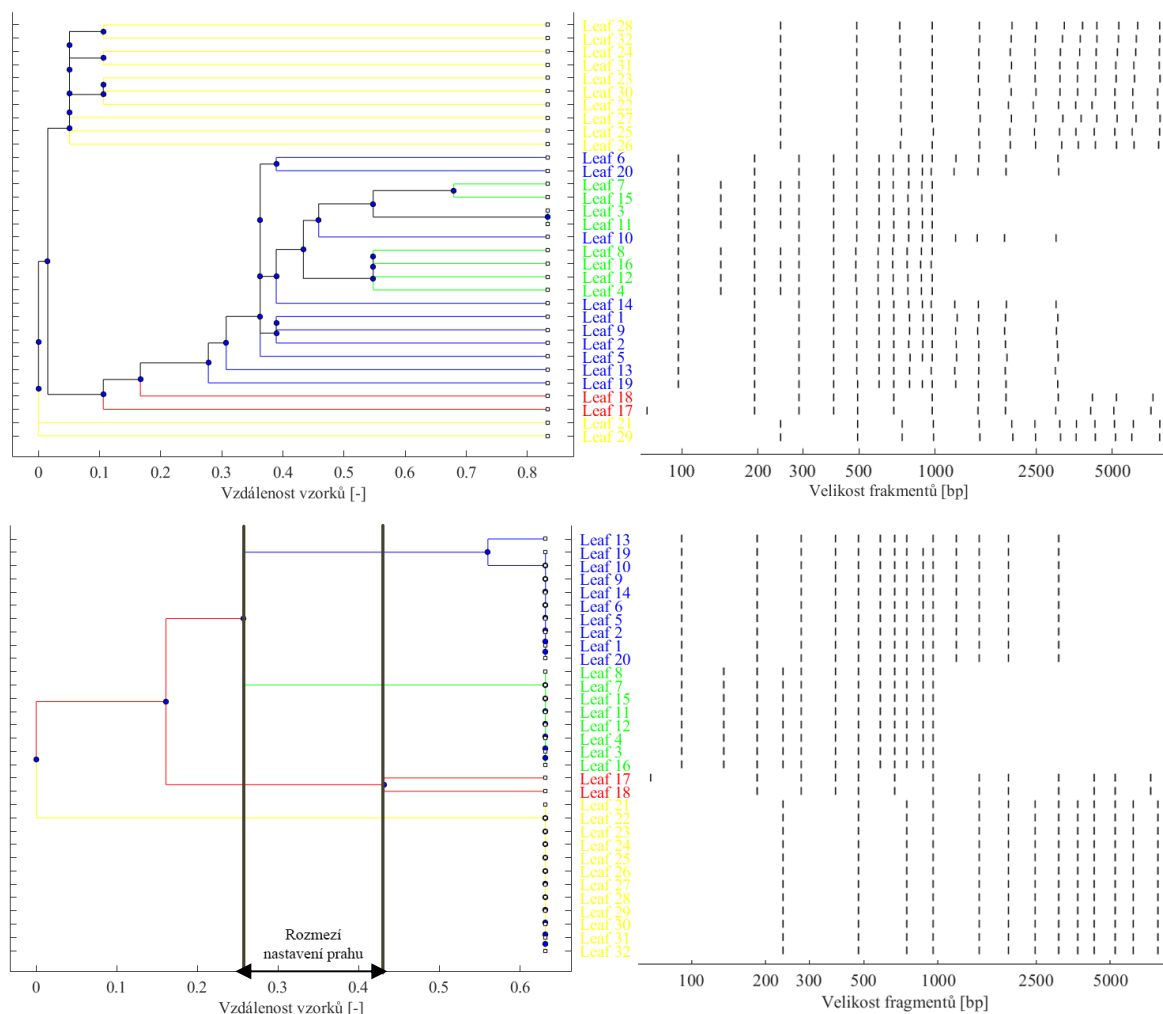 Leaf 28
Leaf 32
Leaf 24
Leaf 31
Leaf 23
Leaf 30
Leaf 22
Leaf 27
Leaf 25
Leaf 26
Leaf 6
Leaf 20
Leaf 7
Leaf 15
Leaf 3
Leaf 11
Leaf 10
Leaf 8
Leaf 16
Leaf 12
Leaf 4
Leaf 14
Leaf 1
Leaf 9
Leaf 2
Leaf 5
Leaf 13
Leaf 19
Leaf 18
Leaf 17
Leaf 21
Leaf 29
0 0.1 0.2 0.3 0.4 0.5 0.6 0.7 0.8
Vzdálenost vzorků [-]
100 200 300 500 1000 2500 5000
Velikost frakmentů [bp]
Leaf 13
Leaf 19
Leaf 10
Leaf 9
Leaf 14
Leaf 6
Leaf 5
Leaf 2
Leaf 1
Leaf 20
Leaf 8
Leaf 7
Leaf 15
Leaf 11
Leaf 12
Leaf 4
Leaf 3
Leaf 16
Leaf 17
Leaf 18
Leaf 21
Leaf 22
Leaf 23
Leaf 24
Leaf 25
Leaf 26
Leaf 27
Leaf 28
Leaf 29
Leaf 30
Leaf 31
Leaf 32
Rozmezí
nastavení prahu
0 0.1 0.2 0.3 0.4 0.5 0.6
Vzdálenost vzorků [-]
100 200 300 500 1000 2500 5000
Velikost fragmentů [bp]